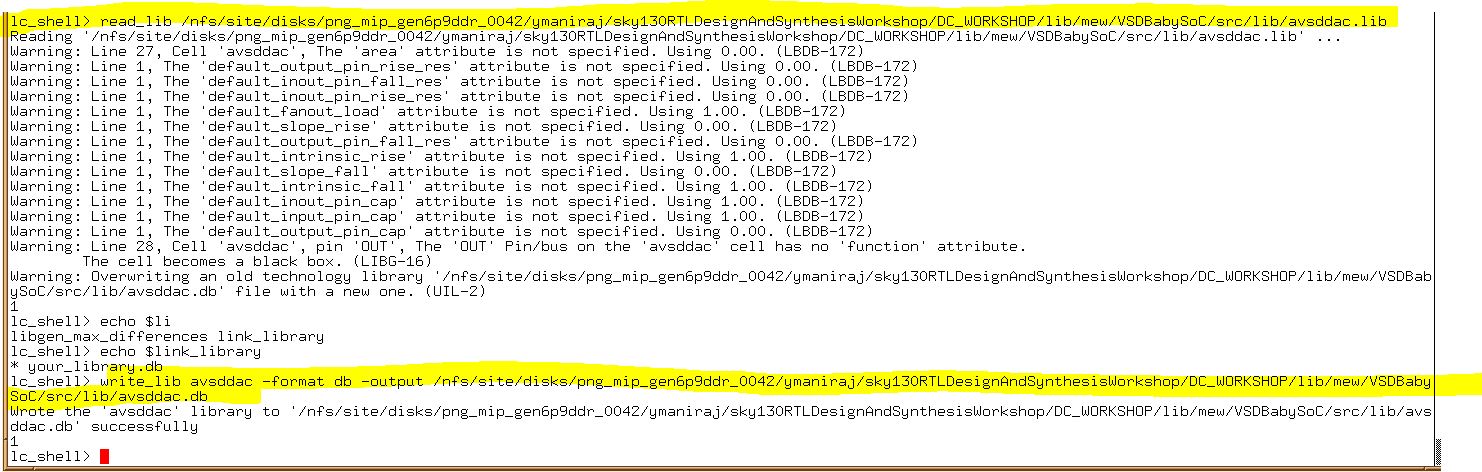 lc_shell> read_lib /nfs/site/disks/png_mip_gen6p9ddr_0042/ymaniraj/sky130RTLDesignAndSynthesisWorkshop/DC_WORKSHOP/lib/mew/VSDBabySoC/src/lib/avsddac.lib
Reading '/nfs/site/disks/png_mip_gen6p9ddr_0042/ymaniraj/sky130RTLDesignAndSynthesisWorkshop/DC_WORKSHOP/lib/mew/VSDBabySoC/src/lib/avsddac.lib' ...
Warning: Line 27, Cell 'avsddac', The 'area' attribute is not specified. Using 0.00. (LBDB-172)
Warning: Line 1, The 'default_output_pin_rise_res' attribute is not specified. Using 0.00. (LBDB-172)
Warning: Line 1, The 'default_inout_pin_fall_res' attribute is not specified. Using 0.00. (LBDB-172)
Warning: Line 1, The 'default_inout_pin_rise_res' attribute is not specified. Using 0.00. (LBDB-172)
Warning: Line 1, The 'default_fanout_load' attribute is not specified. Using 1.00. (LBDB-172)
Warning: Line 1, The 'default_slope_rise' attribute is not specified. Using 0.00. (LBDB-172)
Warning: Line 1, The 'default_output_pin_fall_res' attribute is not specified. Using 0.00. (LBDB-172)
Warning: Line 1, The 'default_intrinsic_rise' attribute is not specified. Using 1.00. (LBDB-172)
Warning: Line 1, The 'default_slope_fall' attribute is not specified. Using 0.00. (LBDB-172)
Warning: Line 1, The 'default_intrinsic_fall' attribute is not specified. Using 1.00. (LBDB-172)
Warning: Line 1, The 'default_inout_pin_cap' attribute is not specified. Using 1.00. (LBDB-172)
Warning: Line 1, The 'default_input_pin_cap' attribute is not specified. Using 1.00. (LBDB-172)
Warning: Line 1, The 'default_output_pin_cap' attribute is not specified. Using 0.00. (LBDB-172)
Warning: Line 28, Cell 'avsddac', pin 'OUT', The 'OUT' Pin/bus on the 'avsddac' cell has no 'function' attribute.
The cell becomes a black box. (LIBG-16)
Warning: Overwriting an old technology library '/nfs/site/disks/png_mip_gen6p9ddr_0042/ymaniraj/sky130RTLDesignAndSynthesisWorkshop/DC_WORKSHOP/lib/mew/VSDBab
ySoC/src/lib/avsddac.db' file with a new one. (UIL-2)
1
lc_shell> echo $li
libgen_max_differences link_library
lc_shell> echo $link_library
* your_library.db
lc_shell> write_lib avsddac -format db -output /nfs/site/disks/png_mip_gen6p9ddr_0042/ymaniraj/sky130RTLDesignAndSynthesisWorkshop/DC_WORKSHOP/lib/mew/VSDBaby
SoC/src/lib/avsddac.db
Wrote the 'avsddac' library to '/nfs/site/disks/png_mip_gen6p9ddr_0042/ymaniraj/sky130RTLDesignAndSynthesisWorkshop/DC_WORKSHOP/lib/mew/VSDBabySoC/src/lib/avs
ddac.db' successfully
1
lc_shell>